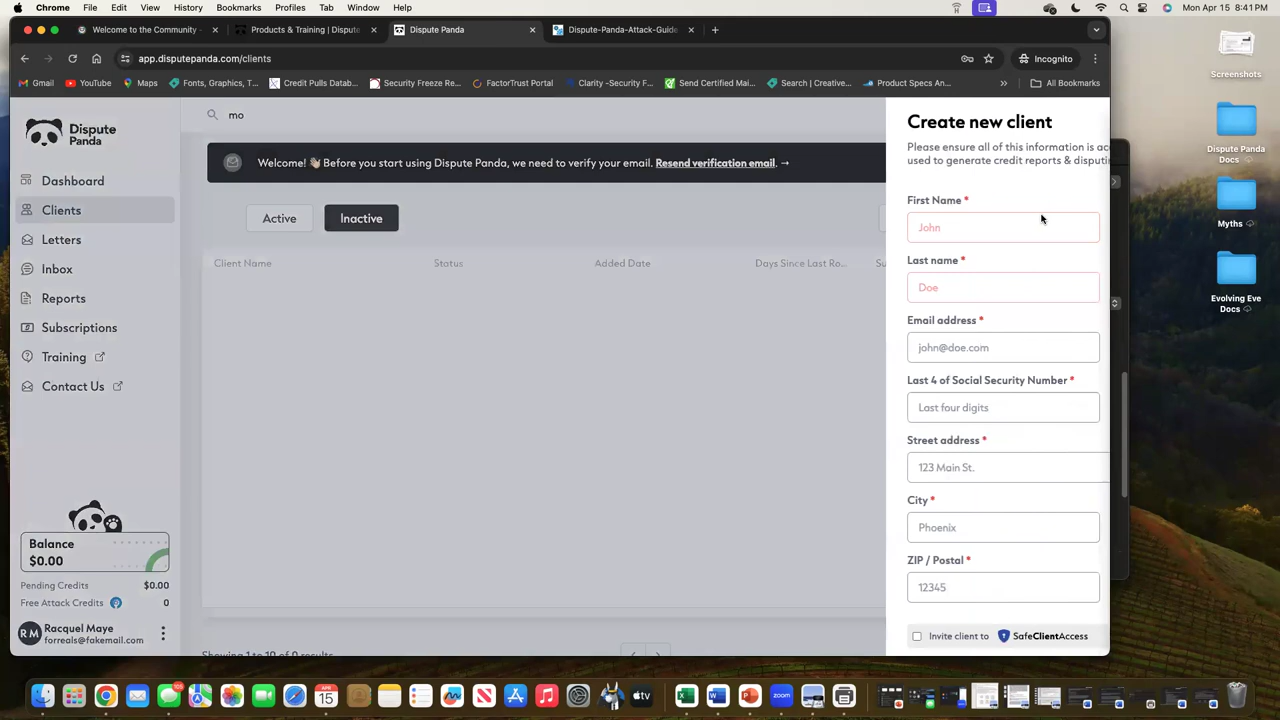 Chrome File Edit View History Bookmarks Profiles Tab Window Help Mon Apr 15 8:41 PM
Welcome to the Community - Products & Training | Dispute Dispute Panda Dispute-Panda-Attack-Guide
app.disputepanda.com/clients Incognito
Gmail YouTube Maps Fonts, Graphics, T... Credit Pulls Databa... Security Freeze Re... FactorTrust Portal Clarity -Security F... Send Certified Mai... Search | Creative... Product Specs An... » All Bookmarks
Dispute
Panda
Dashboard
Clients
Letters
Inbox
Reports
Subscriptions
Training
Contact Us
Balance
$0.00
Pending Credits $0.00
Free Attack Credits 0
RM Racquel Maye
forreals@fakemail.com
mo
Welcome! 👋🏼 Before you start using Dispute Panda, we need to verify your email. Resend verification email. →
Active Inactive
Client Name Status Added Date Days Since Last Ro...
Create new client
Please ensure all of this information is
used to generate credit reports &
First Name *
John
Last name *
Doe
Email address *
john@doe.com
Last 4 of Social Security Number *
Last four digits
Street address *
123 Main St.
City *
Phoenix
ZIP / Postal *
12345
Invite client to SafeClientAccess
Screenshots
Dispute Panda
Docs
Myths
Evolving Eve
Docs
APR
15
tv
zoom